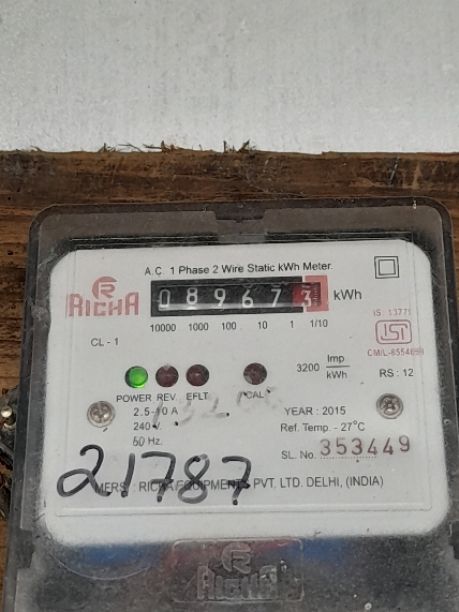 A.C. 1 Phase 2 Wire Static kWh Meter.
R
RICHA
089673 kWh
10000 1000 100 10 1 1/10
IS: 13771
ISI
CL - 1
3200 Imp/kWh
RS : 12
POWER REV. EFLT CAL
2.5-10 A
240 V.
50 Hz.
YEAR : 2015
Ref. Temp. - 27°C
SL. No. 353449
21787
MERS : RICHA EQUIPMENTS PVT. LTD. DELHI, (INDIA)
R
RICHA